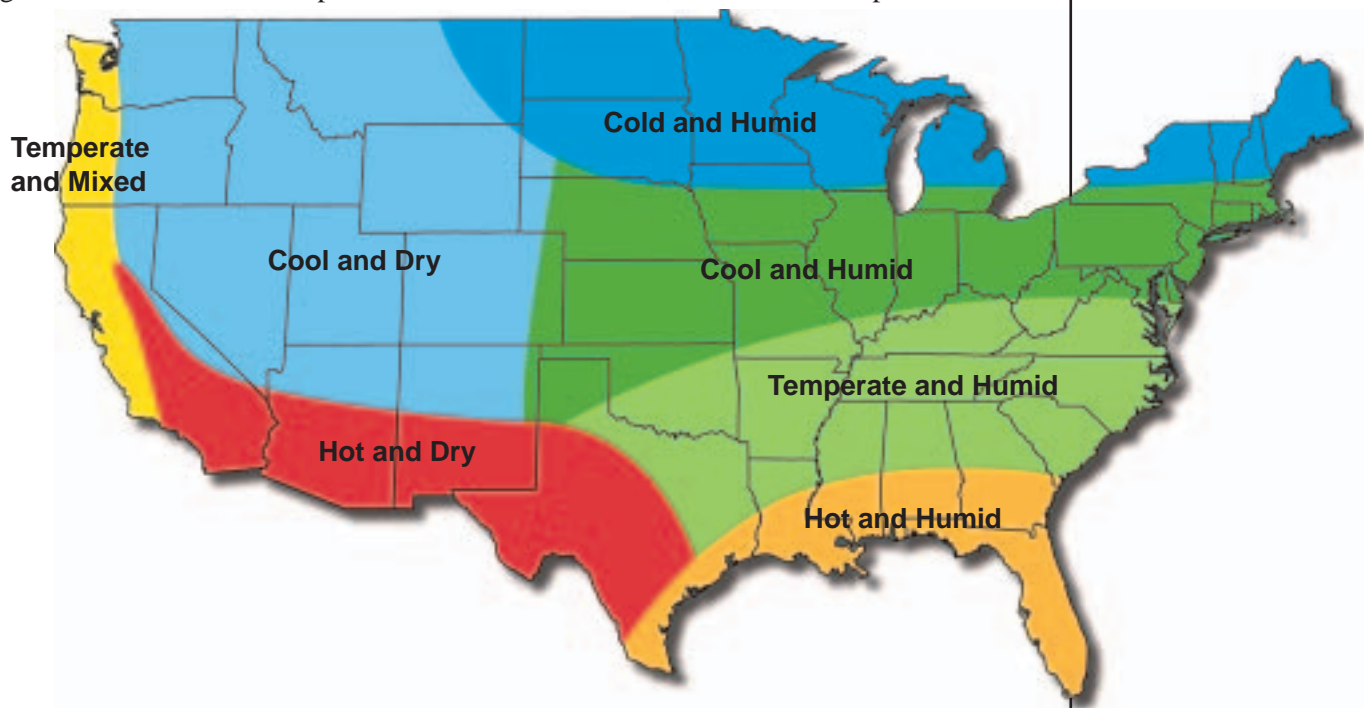 Cold and Humid
Temperate
and Mixed
Cool and Dry
Cool and Humid
Temperate and Humid
Hot and Dry
Hot and Humid